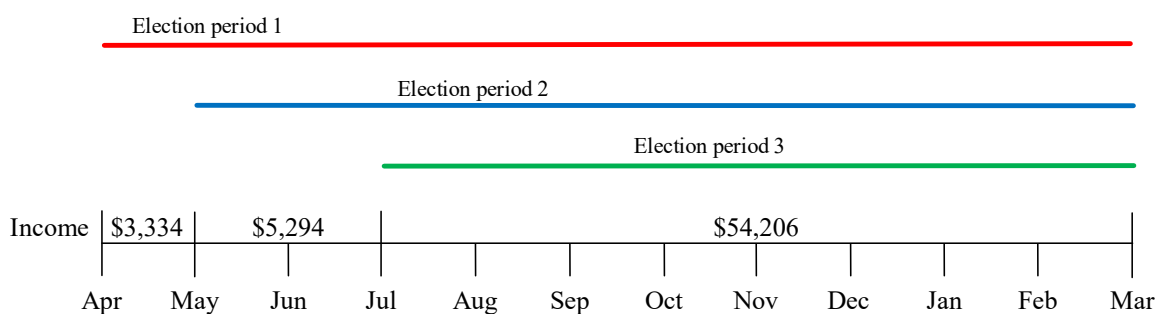 Election period 1
Election period 2
Election period 3
Income $3,334 $5,294 $54,206
Apr May Jun Jul Aug Sep Oct Nov Dec Jan Feb Mar